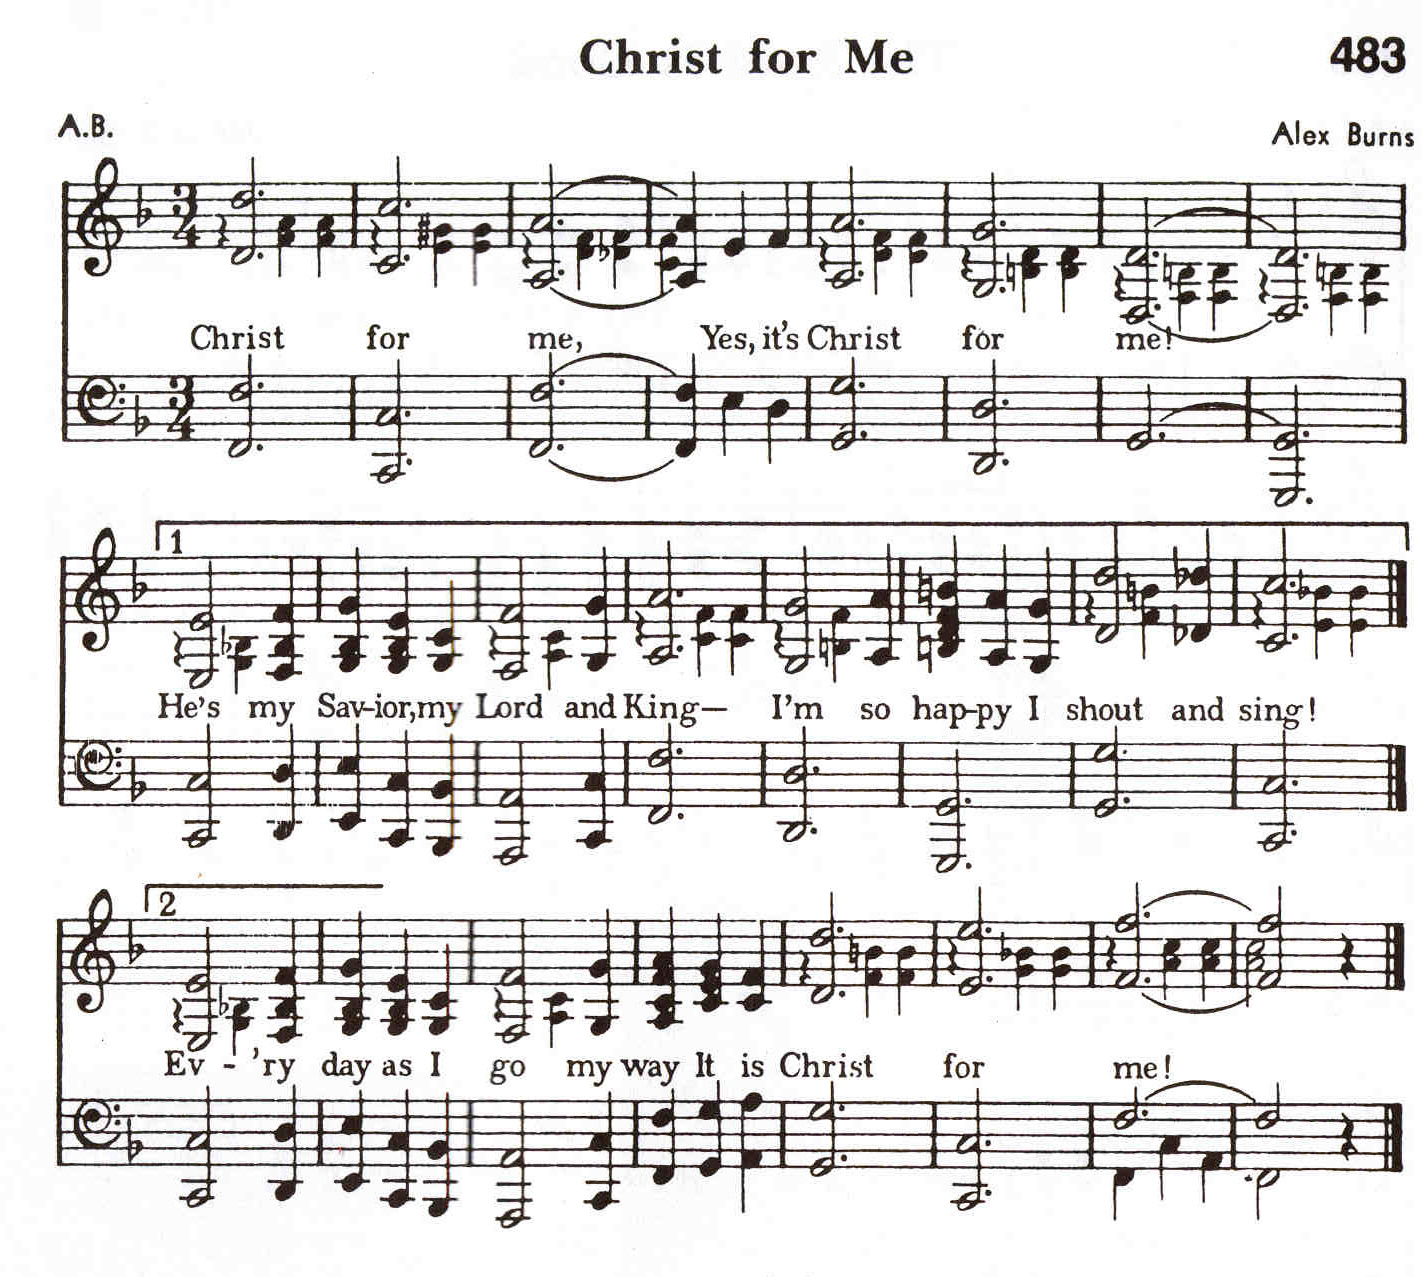 Christ for Me 483
A.B. Alex Burns
3 4
Christ for me, Yes, it's Christ for me!
3 4
1
He's my Sav-ior, my Lord and King— I'm so hap-py I shout and sing!
2
Ev - 'ry day as I go my way It is Christ for me!